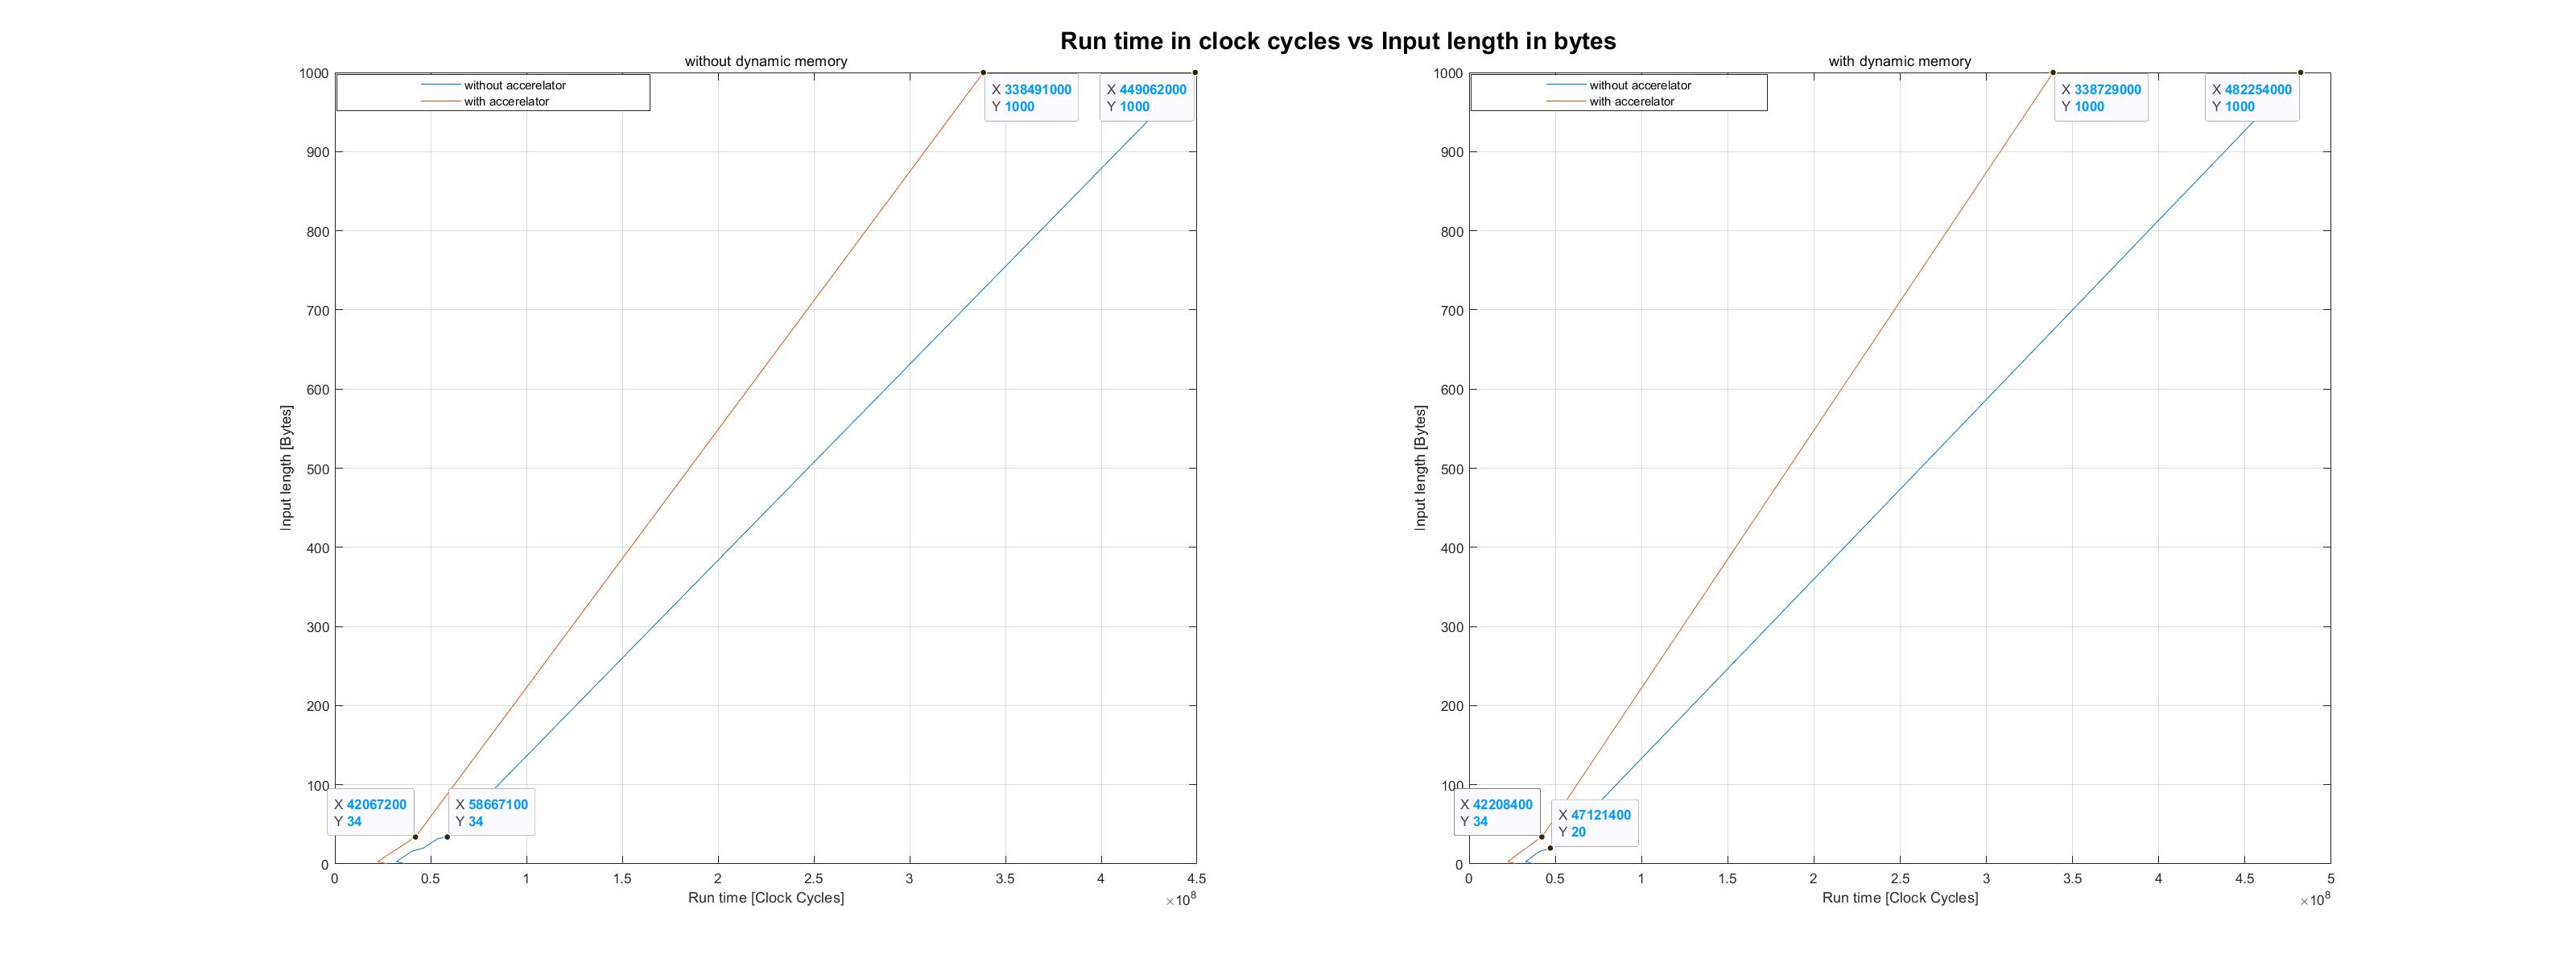 Run time in clock cycles vs Input length in bytes
without dynamic memory
without accerelator
with accerelator
X 338491000
Y 1000
X 449062000
Y 1000
X 42067200
Y 34
X 58667100
Y 34
1000
900
800
700
600
500
400
300
200
100
0
Input length [Bytes]
0 0.5 1 1.5 2 2.5 3 3.5 4 4.5
Run time [Clock Cycles]
×10^8
with dynamic memory
without accerelator
with accerelator
X 338729000
Y 1000
X 482254000
Y 1000
X 42208400
Y 34
X 47121400
Y 20
1000
900
800
700
600
500
400
300
200
100
0
Input length [Bytes]
0 0.5 1 1.5 2 2.5 3 3.5 4 4.5 5
Run time [Clock Cycles]
×10^8